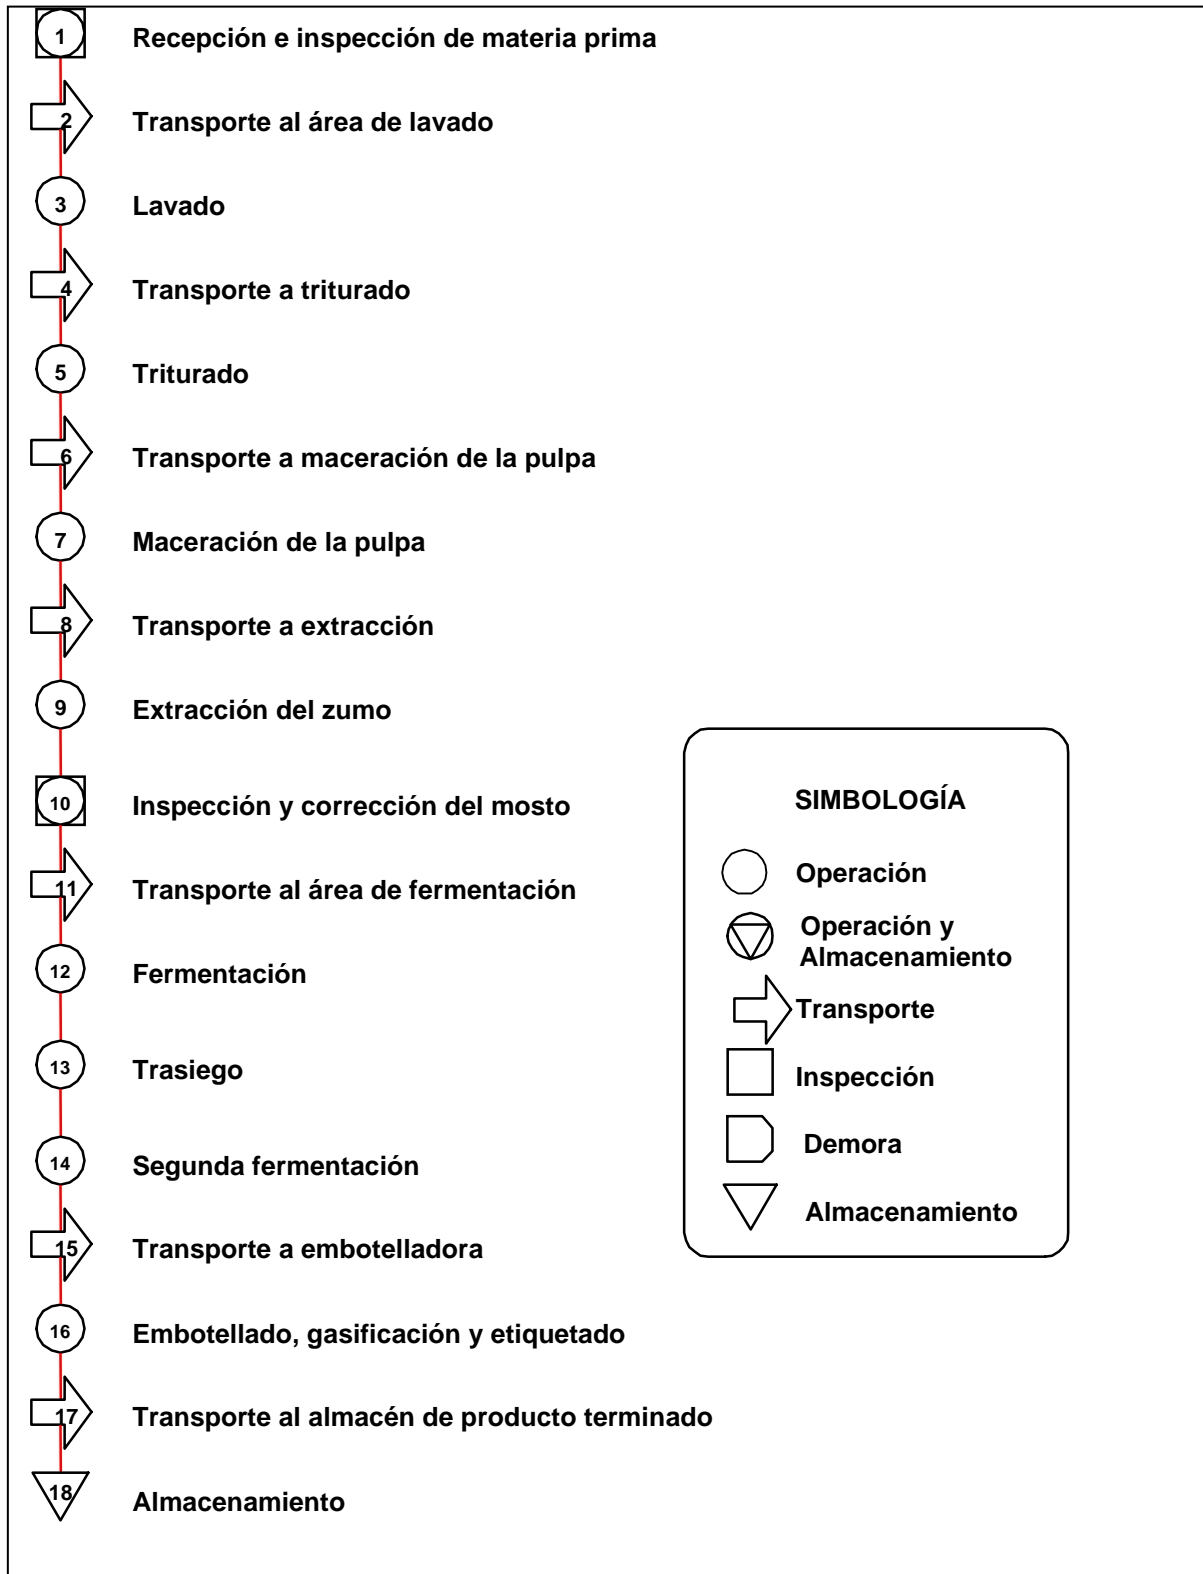 1 Recepción e inspección de materia prima
2 Transporte al área de lavado
3 Lavado
4 Transporte a triturado
5 Triturado
6 Transporte a maceración de la pulpa
7 Maceración de la pulpa
8 Transporte a extracción
9 Extracción del zumo
10 Inspección y corrección del mosto
11 Transporte al área de fermentación
12 Fermentación
13 Trasiego
14 Segunda fermentación
15 Transporte a embotelladora
16 Embotellado, gasificación y etiquetado
17 Transporte al almacén de producto terminado
18 Almacenamiento
SIMBOLOGÍA
Operación
Operación y
Almacenamiento
Transporte
Inspección
Demora
Almacenamiento